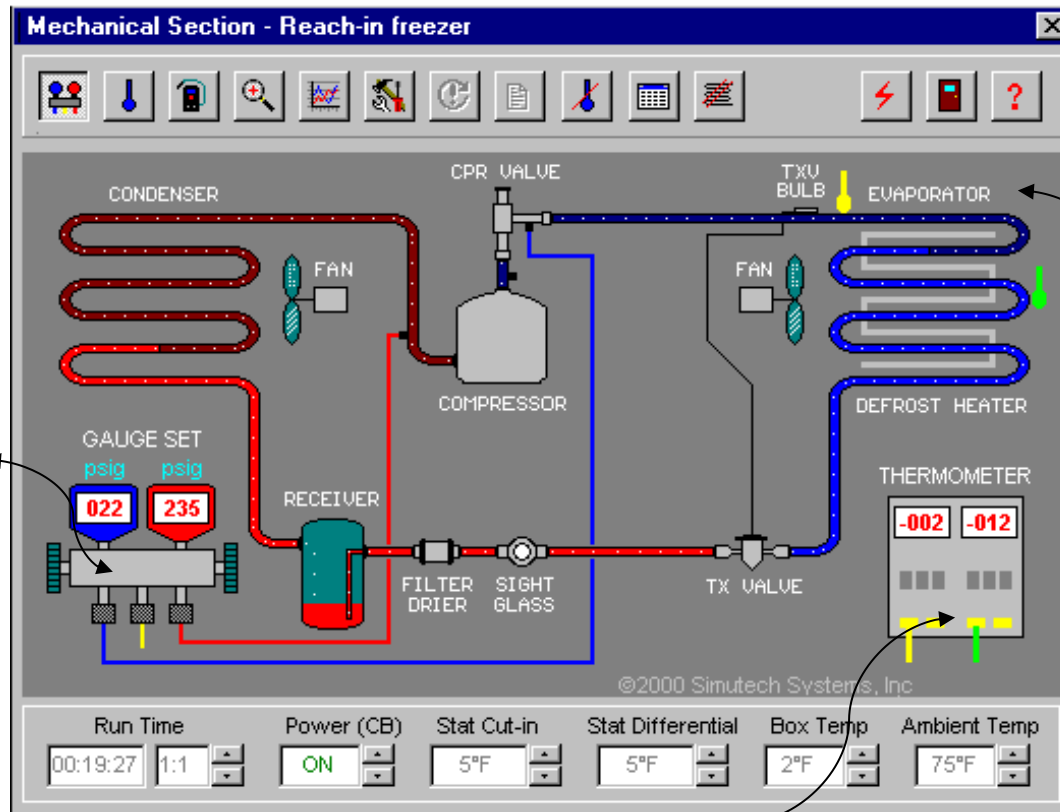 Mechanical Section - Reach-in freezer
?
CPR VALVE
TXV
BULB
CONDENSER
EVAPORATOR
FAN
FAN
COMPRESSOR
DEFROST HEATER
GAUGE SET
psig psig
022 235
RECEIVER
THERMOMETER
-002 -012
FILTER
DRIER
SIGHT
GLASS
TX VALVE
©2000 Simutech Systems, Inc
Run Time Power (CB) Stat Cut-in Stat Differential Box Temp Ambient Temp
00:19:27 1:1 ON 5°F 5°F 2°F 75°F